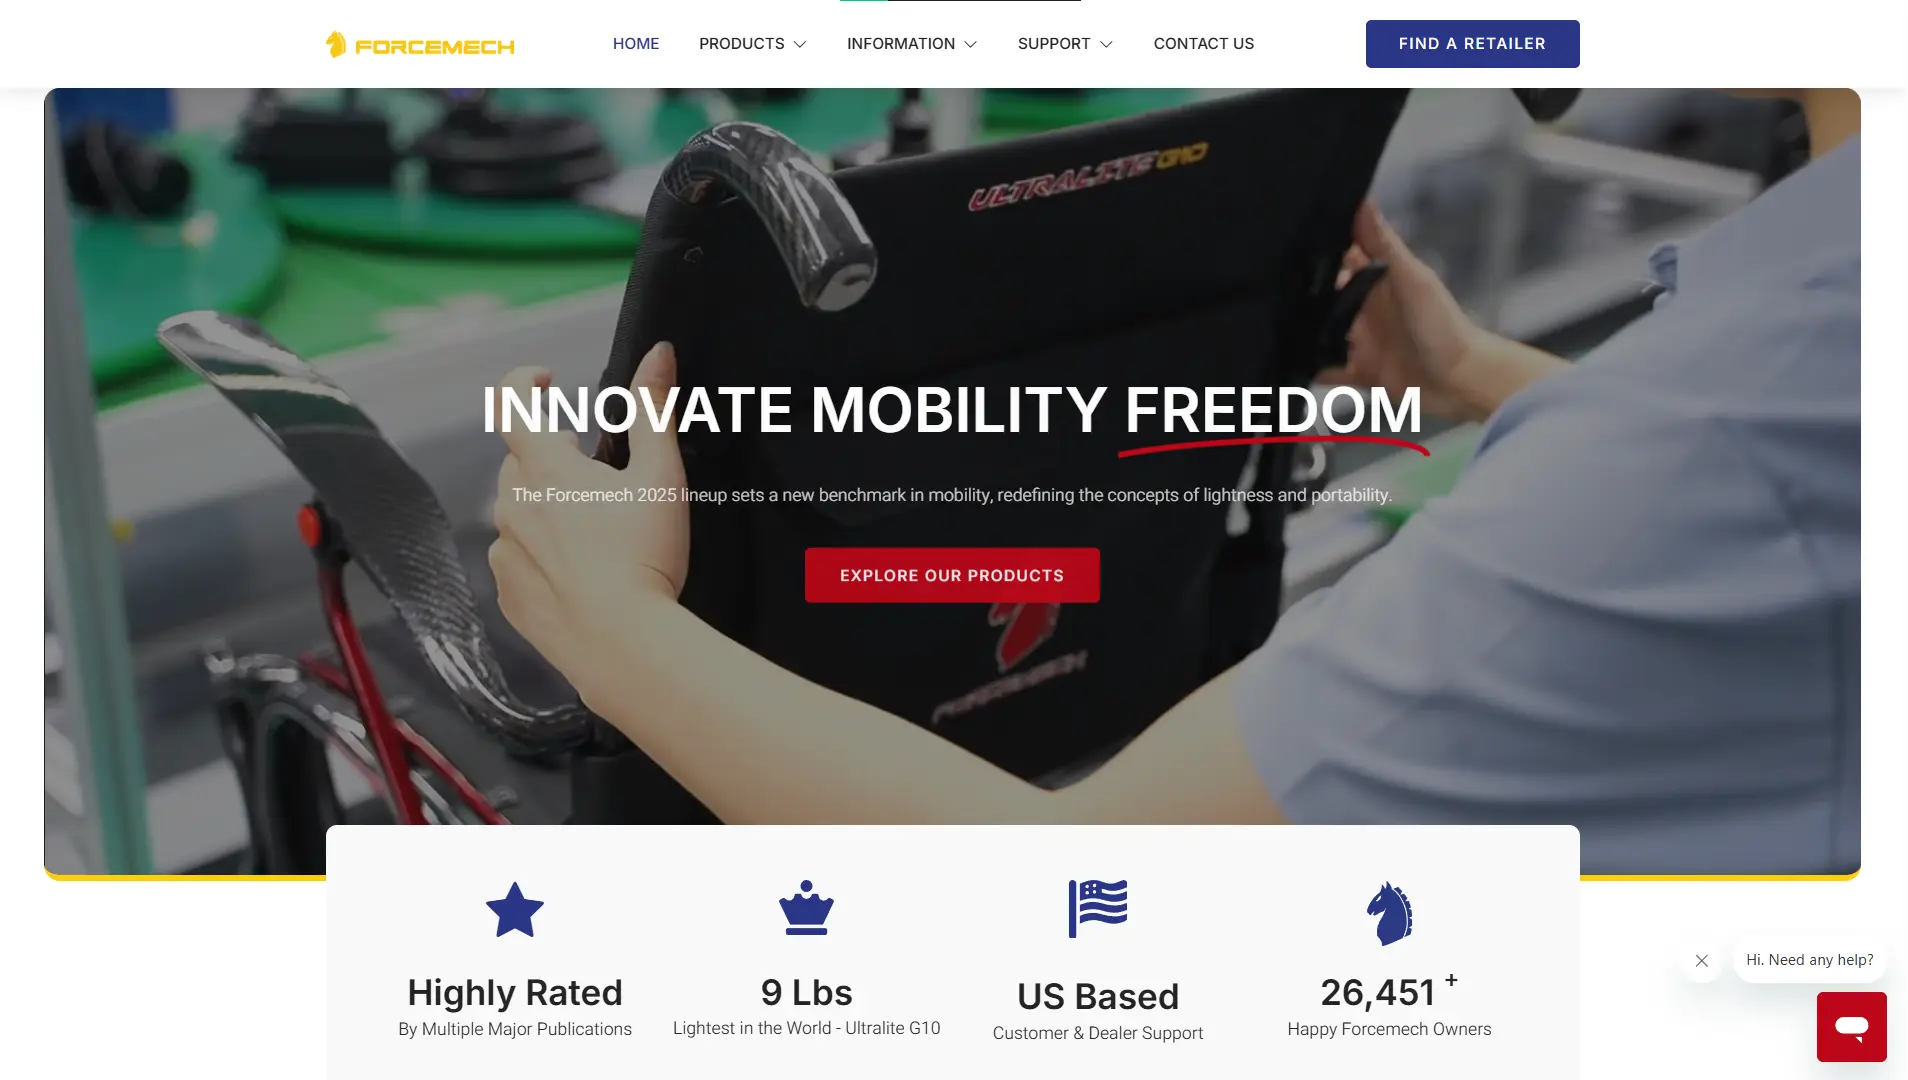 FORCEMECH
HOME
PRODUCTS
INFORMATION
SUPPORT
CONTACT US
FIND A RETAILER
ULTRALITE G10
INNOVATE MOBILITY FREEDOM
The Forcemech 2025 lineup sets a new benchmark in mobility, redefining the concepts of lightness and portability.
EXPLORE OUR PRODUCTS
FORCEMECH
Highly Rated
By Multiple Major Publications
9 Lbs
Lightest in the World - Ultralite G10
US Based
Customer & Dealer Support
26,451 +
Happy Forcemech Owners
Hi. Need any help?